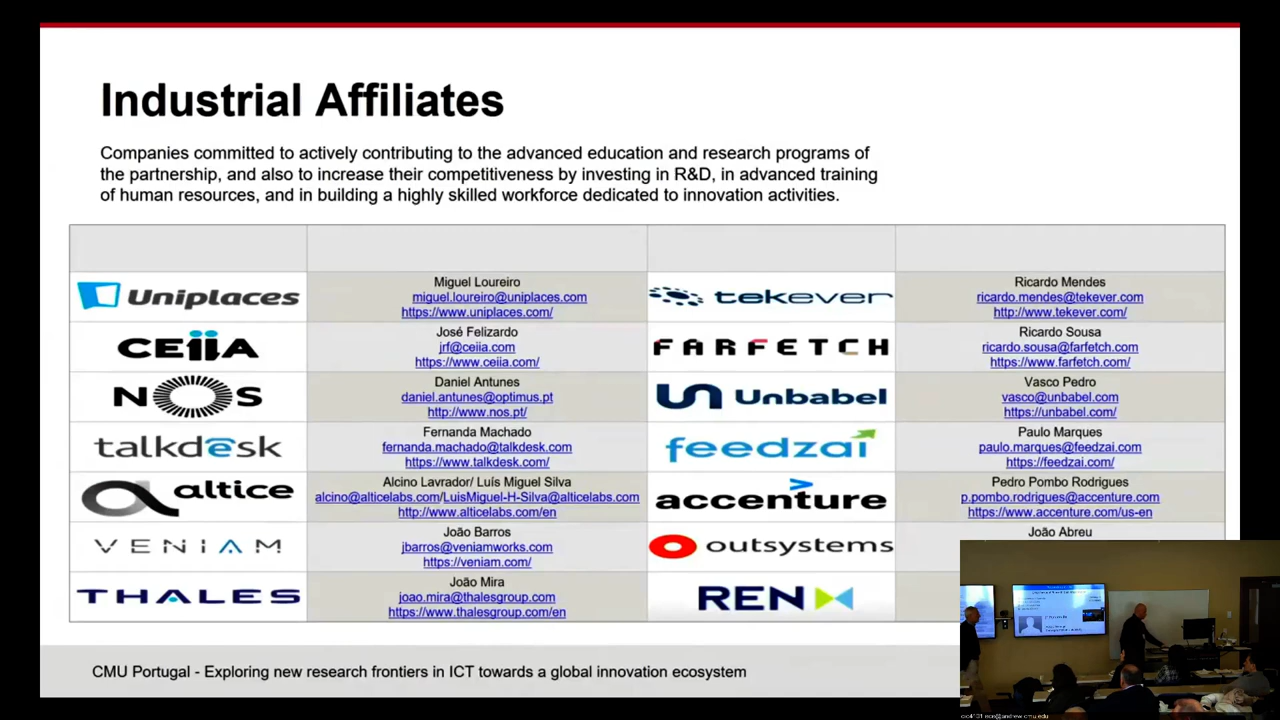 Industrial Affiliates
Companies committed to actively contributing to the advanced education and research programs of
the partnership, and also to increase their competitiveness by investing in R&D, in advanced training
of human resources, and in building a highly skilled workforce dedicated to innovation activities.
Uniplaces
Miguel Loureiro
miguel.loureiro@uniplaces.com
https://www.uniplaces.com/
tekever
Ricardo Mendes
ricardo.mendes@tekever.com
http://www.tekever.com/
CEiiA
José Felizardo
jrf@ceiia.com
https://www.ceiia.com/
FARFETCH
Ricardo Sousa
ricardo.sousa@farfetch.com
https://www.farfetch.com/
NOS
Daniel Antunes
daniel.antunes@optimus.pt
http://www.nos.pt/
Unbabel
Vasco Pedro
vasco@unbabel.com
https://unbabel.com/
talkdesk
Fernanda Machado
fernanda.machado@talkdesk.com
https://www.talkdesk.com/
feedzai
Paulo Marques
paulo.marques@feedzai.com
https://feedzai.com/
altice
Alcino Lavrador/ Luís Miguel Silva
alcino@alticelabs.com/LuisMiguel-H-Silva@alticelabs.com
http://www.alticelabs.com/en
accenture
Pedro Pombo Rodrigues
p.pombo.rodrigues@accenture.com
https://www.accenture.com/us-en
VENIAM
João Barros
jbarros@veniamworks.com
https://veniam.com/
outsystems
João Abreu
THALES
João Mira
joao.mira@thalesgroup.com
https://www.thalesgroup.com/en
REN
CMU Portugal - Exploring new research frontiers in ICT towards a global innovation ecosystem